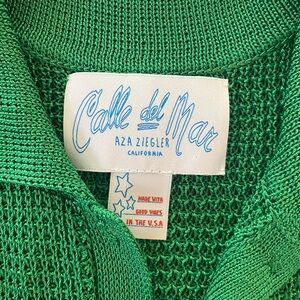 Calle del Mar
AZA ZIEGLER
CALIFORNIA
MADE WITH
GOOD VIBES
IN THE U.S.A